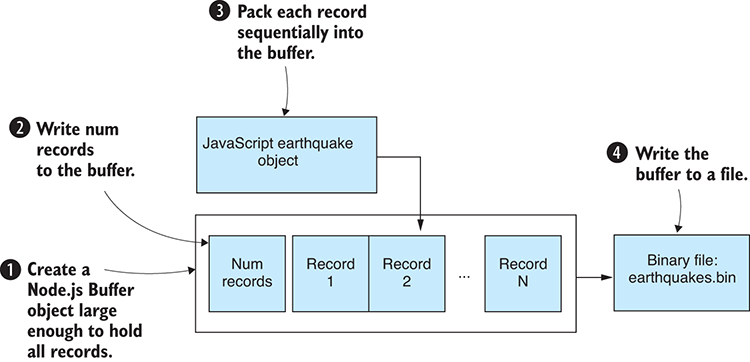 3 Pack each record
sequentially into
the buffer.
2 Write num
records
to the buffer.
JavaScript earthquake
object
4 Write the
buffer to a file.
1 Create a
Node.js Buffer
object large
enough to hold
all records.
Num
records
Record
1
Record
2
...
Record
N
Binary file:
earthquakes.bin